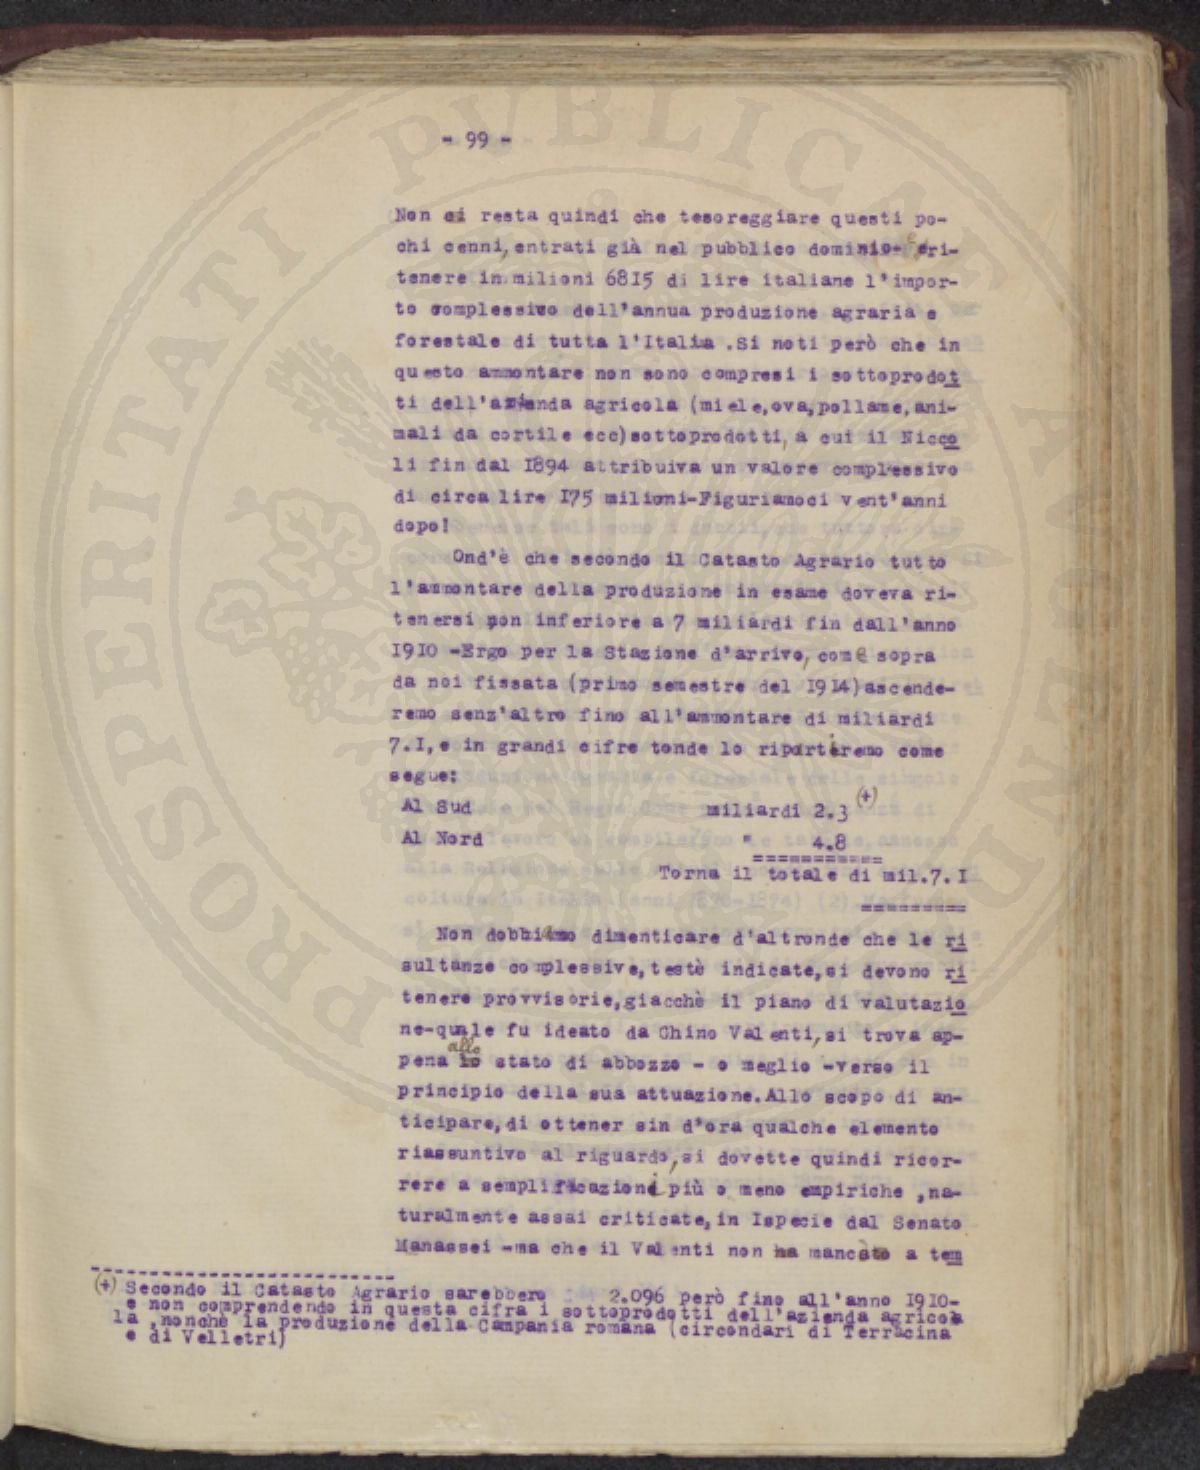 - 99 -
Non ci resta quindi che tesoreggiare questi po-
chi cenni, entrati già nel pubblico dominio- e ri-
tenere in milioni 6815 di lire italiane l'impor-
to complessivo dell'annua produzione agraria e
forestale di tutta l'Italia .Si noti però che in
questo ammontare non sono compresi i sottoprodot
ti dell'azienda agricola (miele,ova,pollame,ani-
mali da cortile ecc)sottoprodotti, a cui il Nicco
li fin dal I894 attribuiva un valore complessivo
di circa lire I75 milioni-Figuriamoci vent'anni
dopo!
Ond'è che secondo il Catasto Agrario tutto
l'ammontare della produzione in esame doveva ri-
tenersi non inferiore a 7 miliardi fin dall'anno
I9I0 -Ergo per la Stazione d'arrivo, come sopra
da noi fissata (primo semestre del I9I4)ascende-
remo senz'altro fino all'ammontare di miliardi
7.I,e in grandi cifre tonde lo ripartiremo come
segue:
Al Sud miliardi 2.3 (+)
Al Nord " 4.8
===========
Torna il totale di mil.7.I
=========
Non dobbiamo dimenticare d'altronde che le ri
sultanze complessive,testè indicate,si devono ri
tenere provvisorie,giacchè il piano di valutazio
ne-quale fu ideato da Ghino Valenti,si trova ap-
pena allo stato di abbozzo - o meglio -verso il
principio della sua attuazione.Allo scopo di an-
ticipare,di ottener sin d'ora qualche elemento
riassuntivo al riguardo,si dovette quindi ricor-
rere a semplificazioni più o meno empiriche ,na-
turalmente assai criticate,in Ispecie dal Senato
Manassei -ma che il Valenti non ha mancato a tem
(+) Secondo il Catasto Agrario sarebbero 2.096 Però fino all'anno I9I0-
e non comprendendo in questa cifra i sottoprodotti dell'azienda agrico
la ,nonchè la produzione della Campania romana (circondari di Terracina
e di Velletri)
PROSPERITATI PUBLICAE AUGENDAE